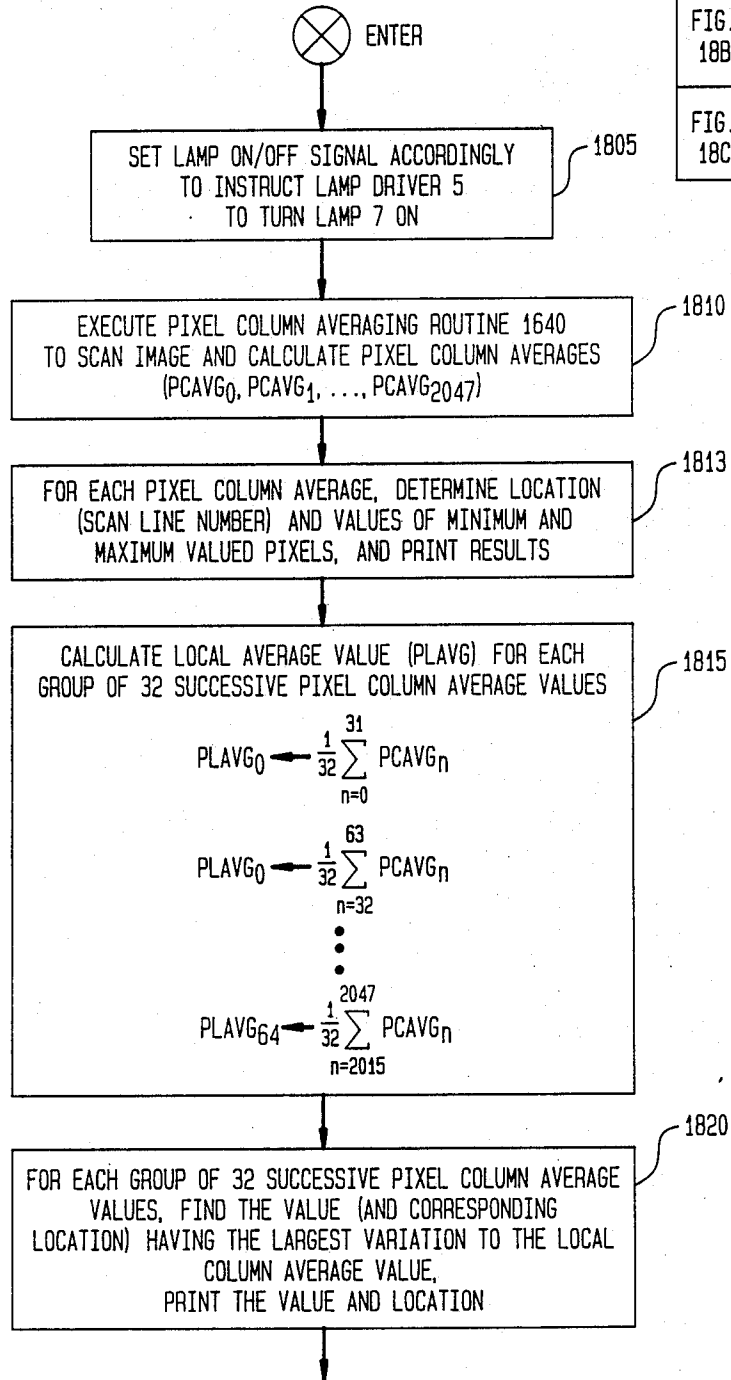 ENTER
FIG.
18B
FIG.
18C
SET LAMP ON/OFF SIGNAL ACCORDINGLY
TO INSTRUCT LAMP DRIVER 5
TO TURN LAMP 7 ON
1805
EXECUTE PIXEL COLUMN AVERAGING ROUTINE 1640
TO SCAN IMAGE AND CALCULATE PIXEL COLUMN AVERAGES
(PCAVG0, PCAVG1, ..., PCAVG2047)
1810
FOR EACH PIXEL COLUMN AVERAGE, DETERMINE LOCATION
(SCAN LINE NUMBER) AND VALUES OF MINIMUM AND
MAXIMUM VALUED PIXELS, AND PRINT RESULTS
1813
CALCULATE LOCAL AVERAGE VALUE (PLAVG) FOR EACH
GROUP OF 32 SUCCESSIVE PIXEL COLUMN AVERAGE VALUES
1815
31
PLAVG0 ← 1/32 ∑ PCAVGn
n=0
63
PLAVG0 ← 1/32 ∑ PCAVGn
n=32
2047
PLAVG64 ← 1/32 ∑ PCAVGn
n=2015
FOR EACH GROUP OF 32 SUCCESSIVE PIXEL COLUMN AVERAGE
VALUES, FIND THE VALUE (AND CORRESPONDING
LOCATION) HAVING THE LARGEST VARIATION TO THE LOCAL
COLUMN AVERAGE VALUE,
PRINT THE VALUE AND LOCATION
1820